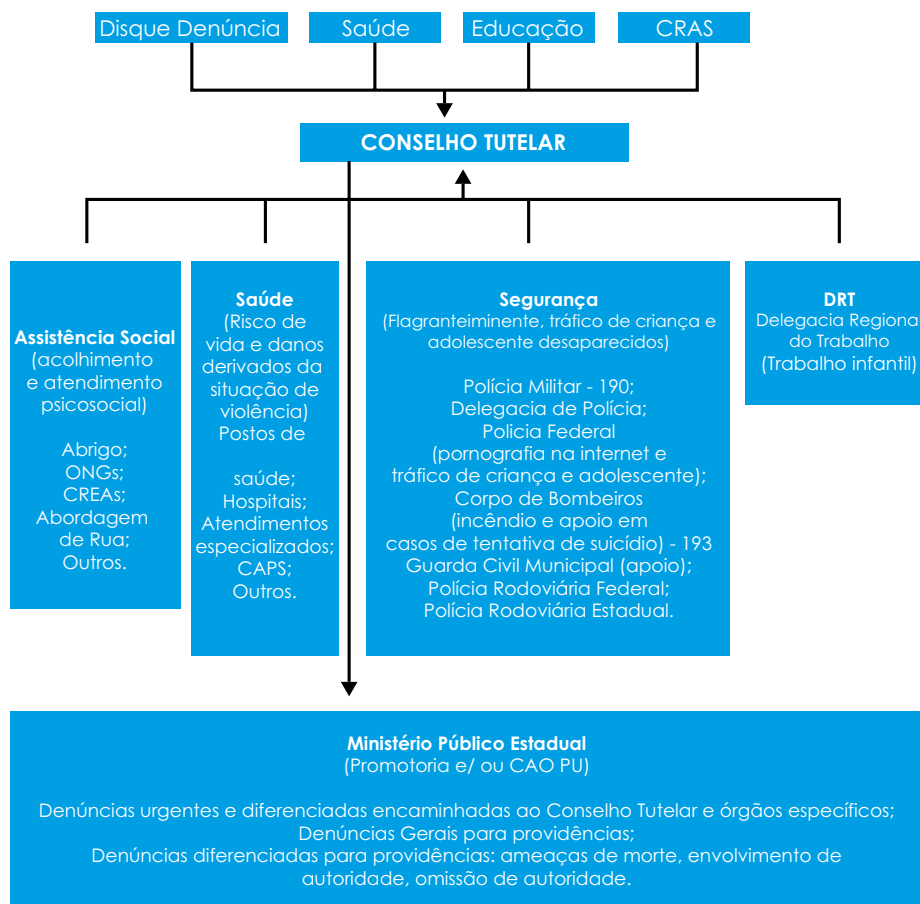 Disque Denúncia
Saúde
Educação
CRAS
CONSELHO TUTELAR
Assistência Social
(acolhimento
e atendimento
psicosocial)
Abrigo;
ONGs;
CREAs;
Abordagem
de Rua;
Outros.
Saúde
(Risco de
vida e danos
derivados da
situação de
violência)
Postos de
saúde;
Hospitais;
Atendimentos
especializados;
CAPS;
Outros.
Segurança
(Flagranteiminente, tráfico de criança e
adolescente desaparecidos)
Polícia Militar - 190;
Delegacia de Polícia;
Policia Federal
(pornografia na internet e
tráfico de criança e adolescente);
Corpo de Bombeiros
(incêndio e apoio em
casos de tentativa de suicídio) - 193
Guarda Civil Municipal (apoio);
Polícia Rodoviária Federal;
Polícia Rodoviária Estadual.
DRT
Delegacia Regional
do Trabalho
(Trabalho infantil)
Ministério Público Estadual
(Promotoria e/ ou CAO PU)
Denúncias urgentes e diferenciadas encaminhadas ao Conselho Tutelar e órgãos específicos;
Denúncias Gerais para providências;
Denúncias diferenciadas para providências: ameaças de morte, envolvimento de
autoridade, omissão de autoridade.